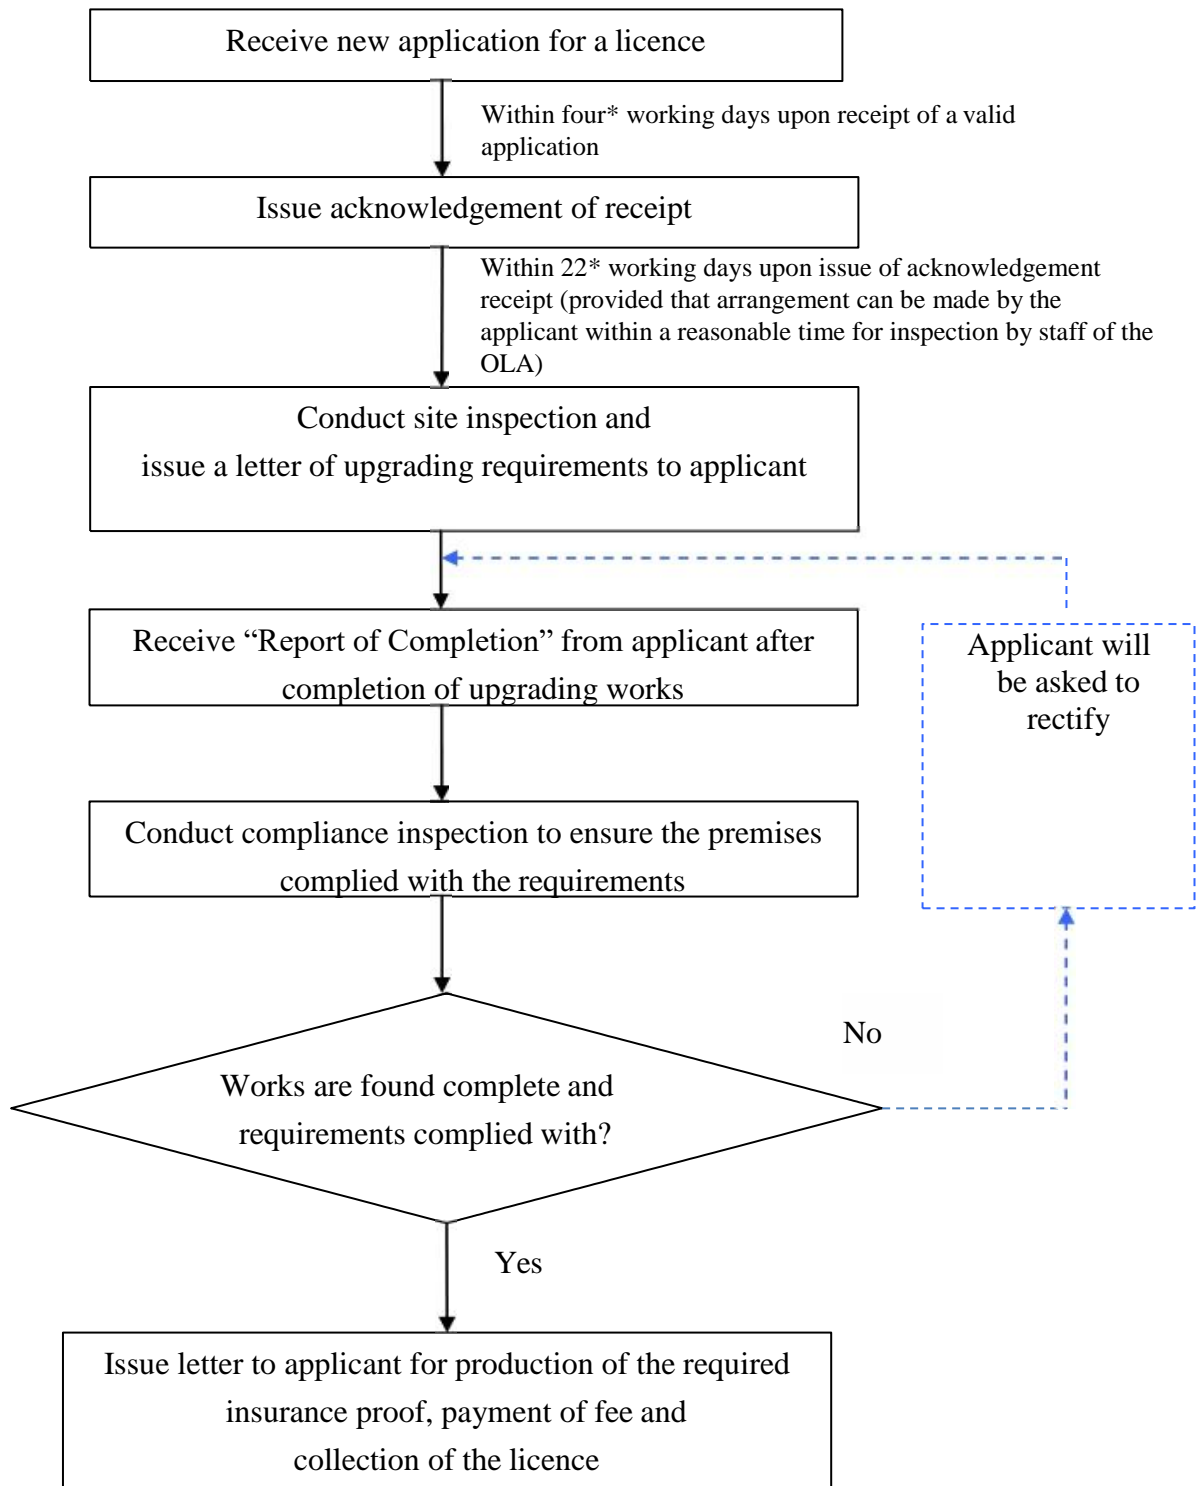 Receive new application for a licence
Within four* working days upon receipt of a valid
application
Issue acknowledgement of receipt
Within 22* working days upon issue of acknowledgement
receipt (provided that arrangement can be made by the
applicant within a reasonable time for inspection by staff of the
OLA)
Conduct site inspection and
issue a letter of upgrading requirements to applicant
Receive “Report of Completion” from applicant after
completion of upgrading works
Applicant will
be asked to
rectify
Conduct compliance inspection to ensure the premises
complied with the requirements
No
Works are found complete and
requirements complied with?
Yes
Issue letter to applicant for production of the required
insurance proof, payment of fee and
collection of the licence